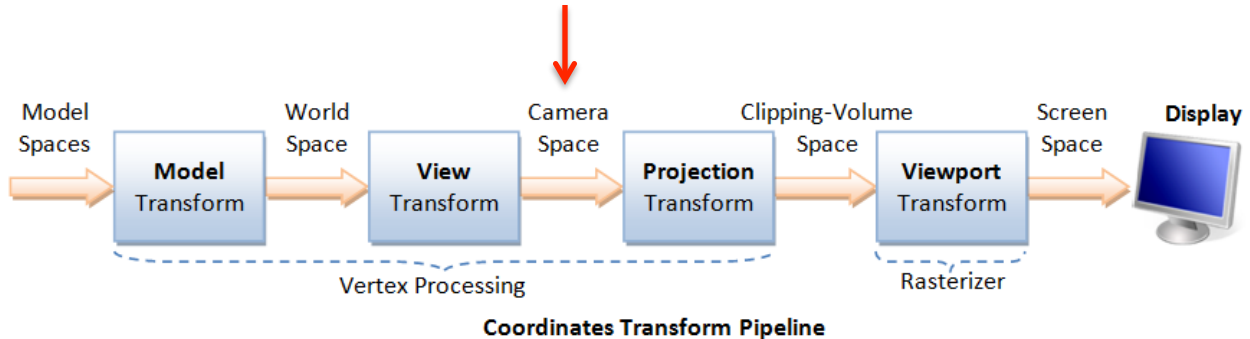 Model
Spaces
Model
Transform
World
Space
View
Transform
Camera
Space
Projection
Transform
Clipping-Volume
Space
Viewport
Transform
Screen
Space
Display
Vertex Processing
Rasterizer
Coordinates Transform Pipeline